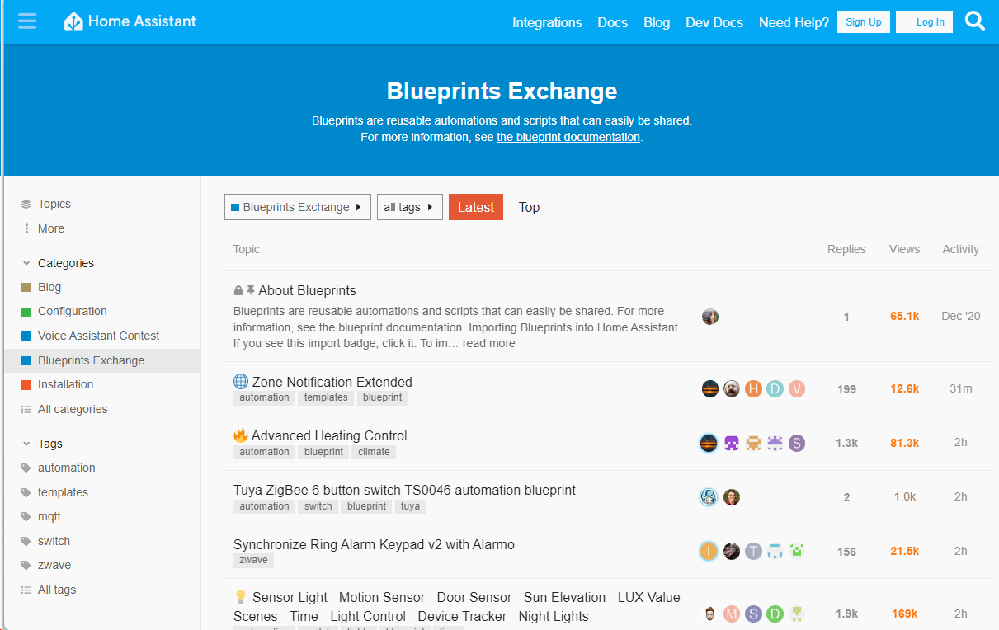 Home Assistant
Integrations Docs Blog Dev Docs Need Help? Sign Up Log In
Blueprints Exchange
Blueprints are reusable automations and scripts that can easily be shared.
For more information, see the blueprint documentation.
Topics
More
Categories
Blog
Configuration
Voice Assistant Contest
Blueprints Exchange
Installation
All categories
Tags
automation
templates
mqtt
switch
zwave
All tags
Blueprints Exchange all tags Latest Top
Topic Replies Views Activity
About Blueprints
Blueprints are reusable automations and scripts that can easily be shared. For more
information, see the blueprint documentation. Importing Blueprints into Home Assistant
If you see this import badge, click it: To im… read more
1 65.1k Dec '20
Zone Notification Extended
automation templates blueprint
H D V 199 12.6k 31m
Advanced Heating Control
automation blueprint climate
S 1.3k 81.3k 2h
Tuya ZigBee 6 button switch TS0046 automation blueprint
automation switch blueprint tuya
2 1.0k 2h
Synchronize Ring Alarm Keypad v2 with Alarmo
zwave
I T 156 21.5k 2h
Sensor Light - Motion Sensor - Door Sensor - Sun Elevation - LUX Value -
Scenes - Time - Light Control - Device Tracker - Night Lights
M S D 1.9k 169k 2h